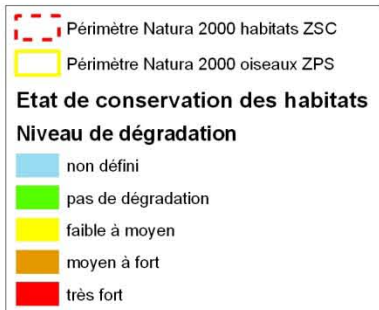 Périmètre Natura 2000 habitats ZSC
Périmètre Natura 2000 oiseaux ZPS
Etat de conservation des habitats
Niveau de dégradation
non défini
pas de dégradation
faible à moyen
moyen à fort
très fort